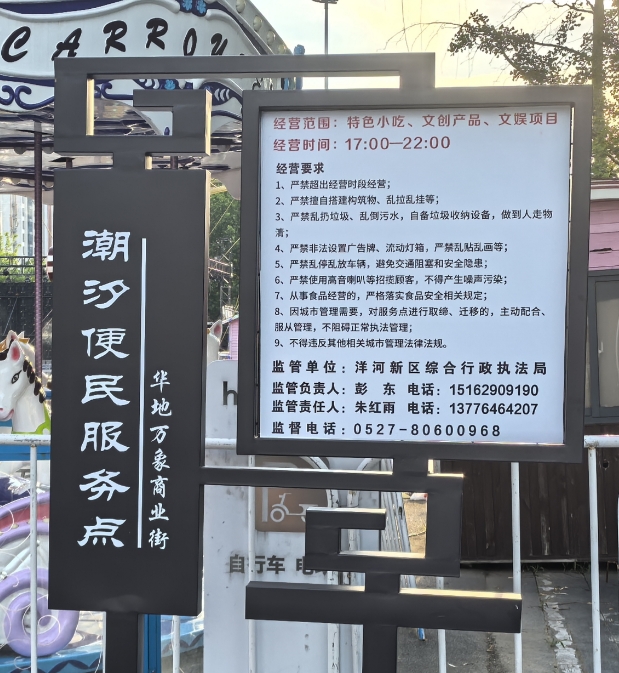 CARROU
潮汐便民服务点
华地万象商业街
经营范围：特色小吃、文创产品、文娱项目
经营时间：17:00—22:00
经营要求
1、严禁超出经营时段经营；
2、严禁擅自搭建构筑物、乱拉乱挂等；
3、严禁乱扔垃圾、乱倒污水，自备垃圾收纳设备，做到人走物
清；
4、严禁非法设置广告牌、流动灯箱，严禁乱贴乱画等；
5、严禁乱停乱放车辆，避免交通阻塞和安全隐患；
6、严禁使用高音喇叭等招揽顾客，不得产生噪声污染；
7、从事食品经营的，严格落实食品安全相关规定；
8、因城市管理需要，对服务点进行取缔、迁移的，主动配合、
服从管理，不阻碍正常执法管理；
9、不得违反其他相关城市管理法律法规。
监管单位：洋河新区综合行政执法局
监管负责人：彭 东 电话：15162909190
监管责任人：朱红雨 电话：13776464207
监督电话：0527-80600968
h
自行车 电